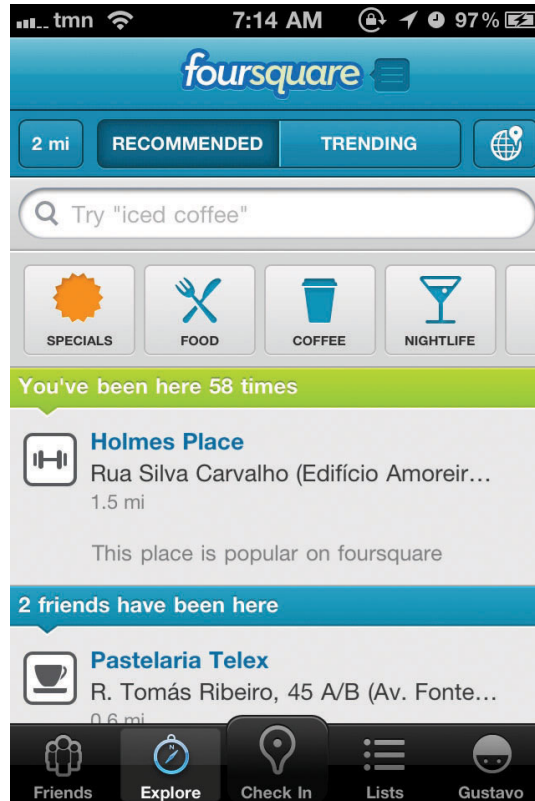 tmn 7:14 AM 97%
foursquare
2 mi RECOMMENDED TRENDING
Try "iced coffee"
SPECIALS FOOD COFFEE NIGHTLIFE
You've been here 58 times
Holmes Place
Rua Silva Carvalho (Edifício Amoreir...
1.5 mi
This place is popular on foursquare
2 friends have been here
Pastelaria Telex
R. Tomás Ribeiro, 45 A/B (Av. Fonte...
0.6 mi
Friends Explore Check In Lists Gustavo